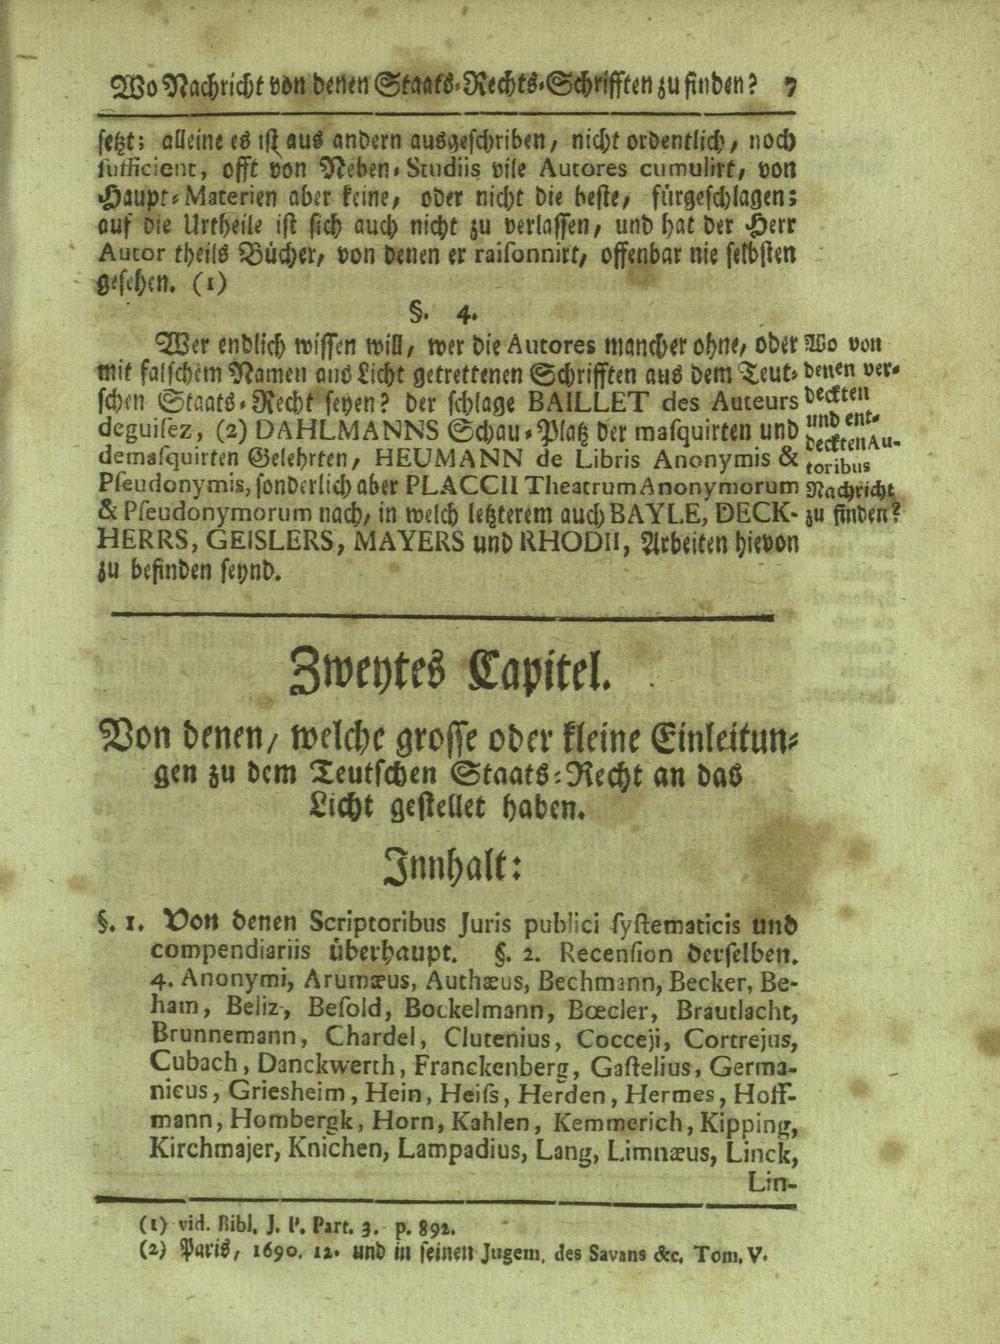 Wo Nachricht von denen Staats-Rechts-Schrifften zu finden? 7
setzt; alleine es ist aus andern ausgeschriben, nicht ordentlich, noch
sufficient, offt von Neben-Studiis vile Autores cumulirt, von
Haupt-Materien aber keine, oder nicht die beste, fürgeschlagen;
auf die Urtheile ist sich auch nicht zu verlassen, und hat der Herr
Autor theils Bücher, von denen er raisonnirt, offenbar nie selbsten
gesehen. (1)
§. 4.
Wer endlich wissen will, wer die Autores mancher ohne, oder
mit falschem Namen ans Licht getrettenen Schrifften aus dem Teut-
schen Staats-Recht seyen? der schlage BAILLET des Auteurs
deguisez, (2) DAHLMANNS Schau-Platz der masquirten und
demasquirten Gelehrten, HEUMANN de Libris Anonymis &
Pseudonymis, sonderlich aber PLACCII Theatrum Anonymorum
& Pseudonymorum nach, in welch letzterem auch BAYLE, DECK-
HERRS, GEISLERS, MAYERS und RHODII, Arbeiten hievon
zu befinden seynd.
Wo von
denen ver-
deckten
und ent-
deckten Au-
toribus
Nachricht
zu finden?
Zweytes Capitel.
Von denen, welche grosse oder kleine Einleitun-
gen zu dem Teutschen Staats-Recht an das
Licht gestellet haben.
Innhalt:
§. 1. Von denen Scriptoribus Juris publici systematicis und
compendiariis überhaupt. §. 2. Recension derselben.
4. Anonymi, Arumæus, Authæus, Bechmann, Becker, Be-
ham, Beliz, Besold, Bockelmann, Bœcler, Brautlacht,
Brunnemann, Chardel, Clutenius, Cocceji, Cortrejus,
Cubach, Danckwerth, Franckenberg, Gastelius, Germa-
nicus, Griesheim, Hein, Heiss, Herden, Hermes, Hoff-
mann, Hombergk, Horn, Kahlen, Kemmerich, Kipping,
Kirchmajer, Knichen, Lampadius, Lang, Limnæus, Linck,
Lin-
(1) vid. Bibl. J. P. Part. 3. p. 892.
(2) Paris, 1690. 12. und in seinen Jugem. des Savans &c. Tom. V.